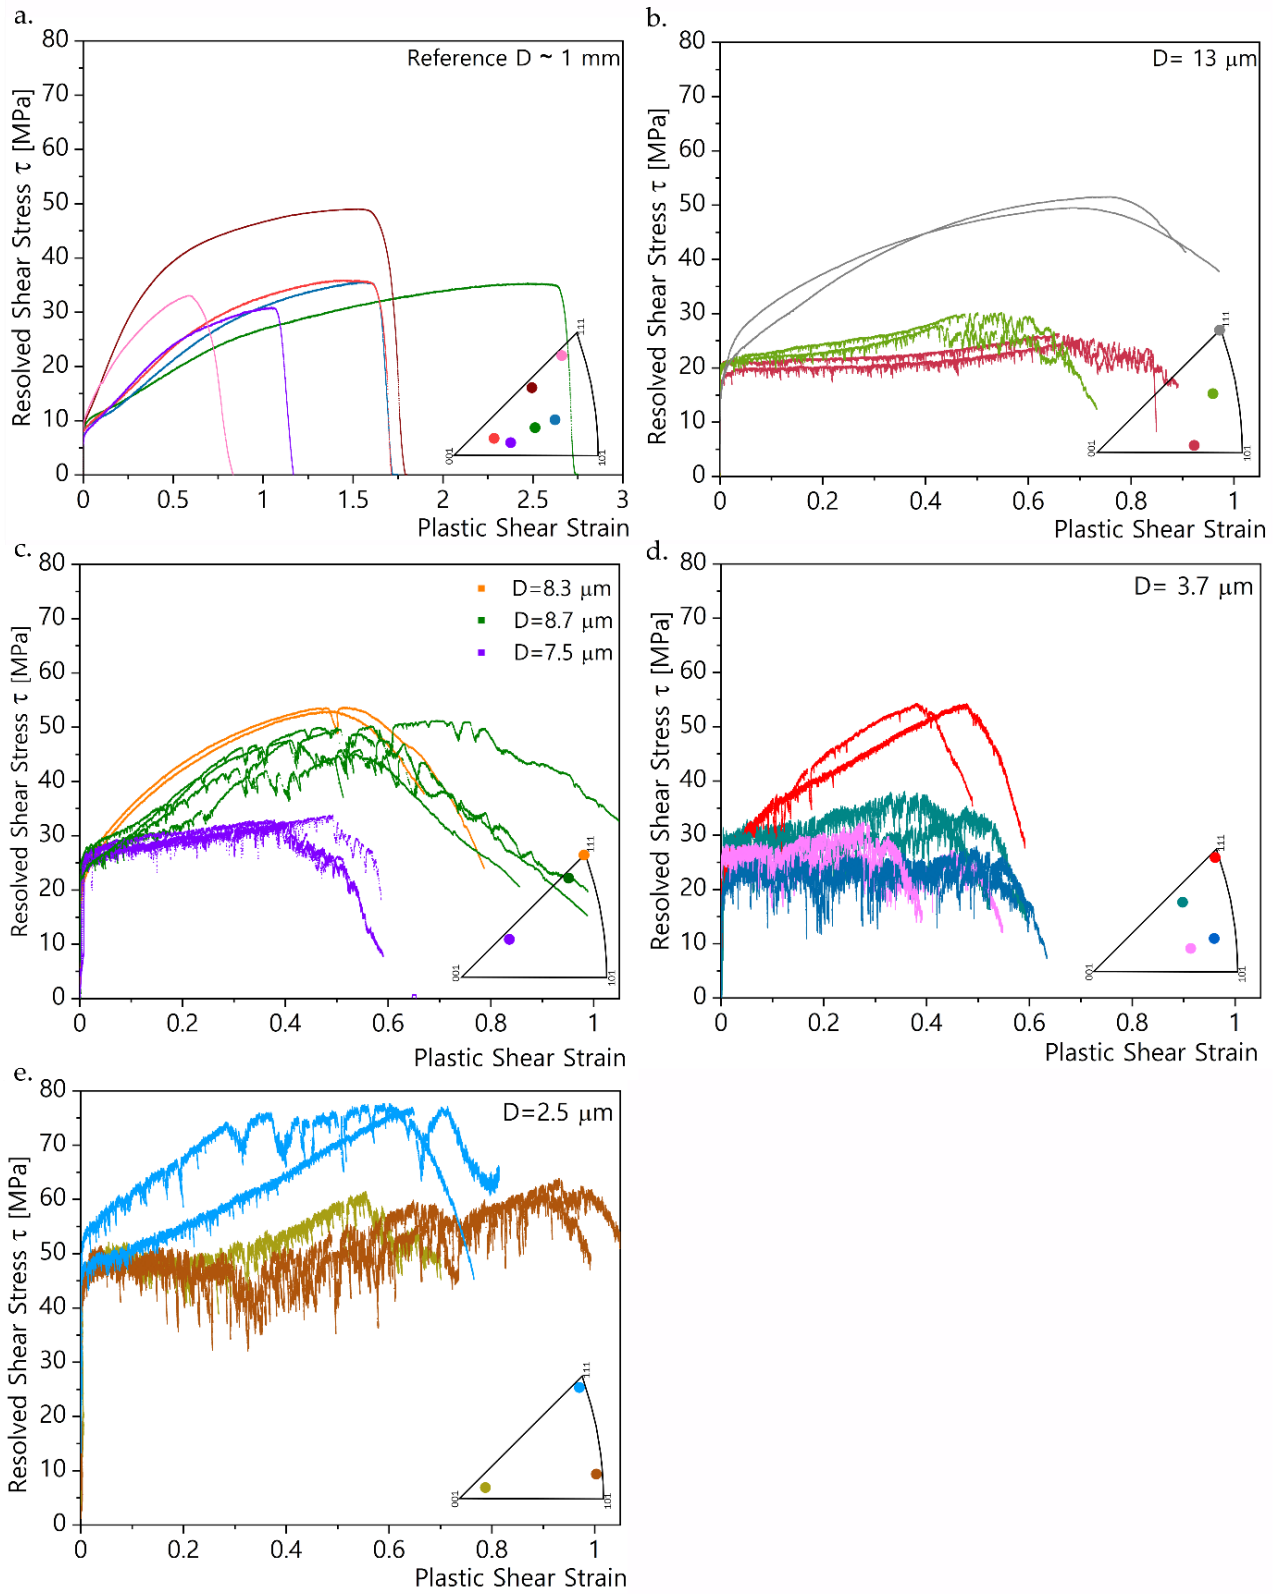 a.
Reference D ~ 1 mm
Resolved Shear Stress τ [MPa]
80
70
60
50
40
30
20
10
0
0 0.5 1 1.5 2 2.5 3
Plastic Shear Strain
001 101 111
b.
D= 13 μm
Resolved Shear Stress τ [MPa]
80
70
60
50
40
30
20
10
0
0 0.2 0.4 0.6 0.8 1
Plastic Shear Strain
001 101 111
c.
D=8.3 μm
D=8.7 μm
D=7.5 μm
Resolved Shear Stress τ [MPa]
80
70
60
50
40
30
20
10
0
0 0.2 0.4 0.6 0.8 1
Plastic Shear Strain
001 101 111
d.
D= 3.7 μm
Resolved Shear Stress τ [MPa]
80
70
60
50
40
30
20
10
0
0 0.2 0.4 0.6 0.8 1
Plastic Shear Strain
001 101 111
e.
D=2.5 μm
Resolved Shear Stress τ [MPa]
80
70
60
50
40
30
20
10
0
0 0.2 0.4 0.6 0.8 1
Plastic Shear Strain
001 101 111